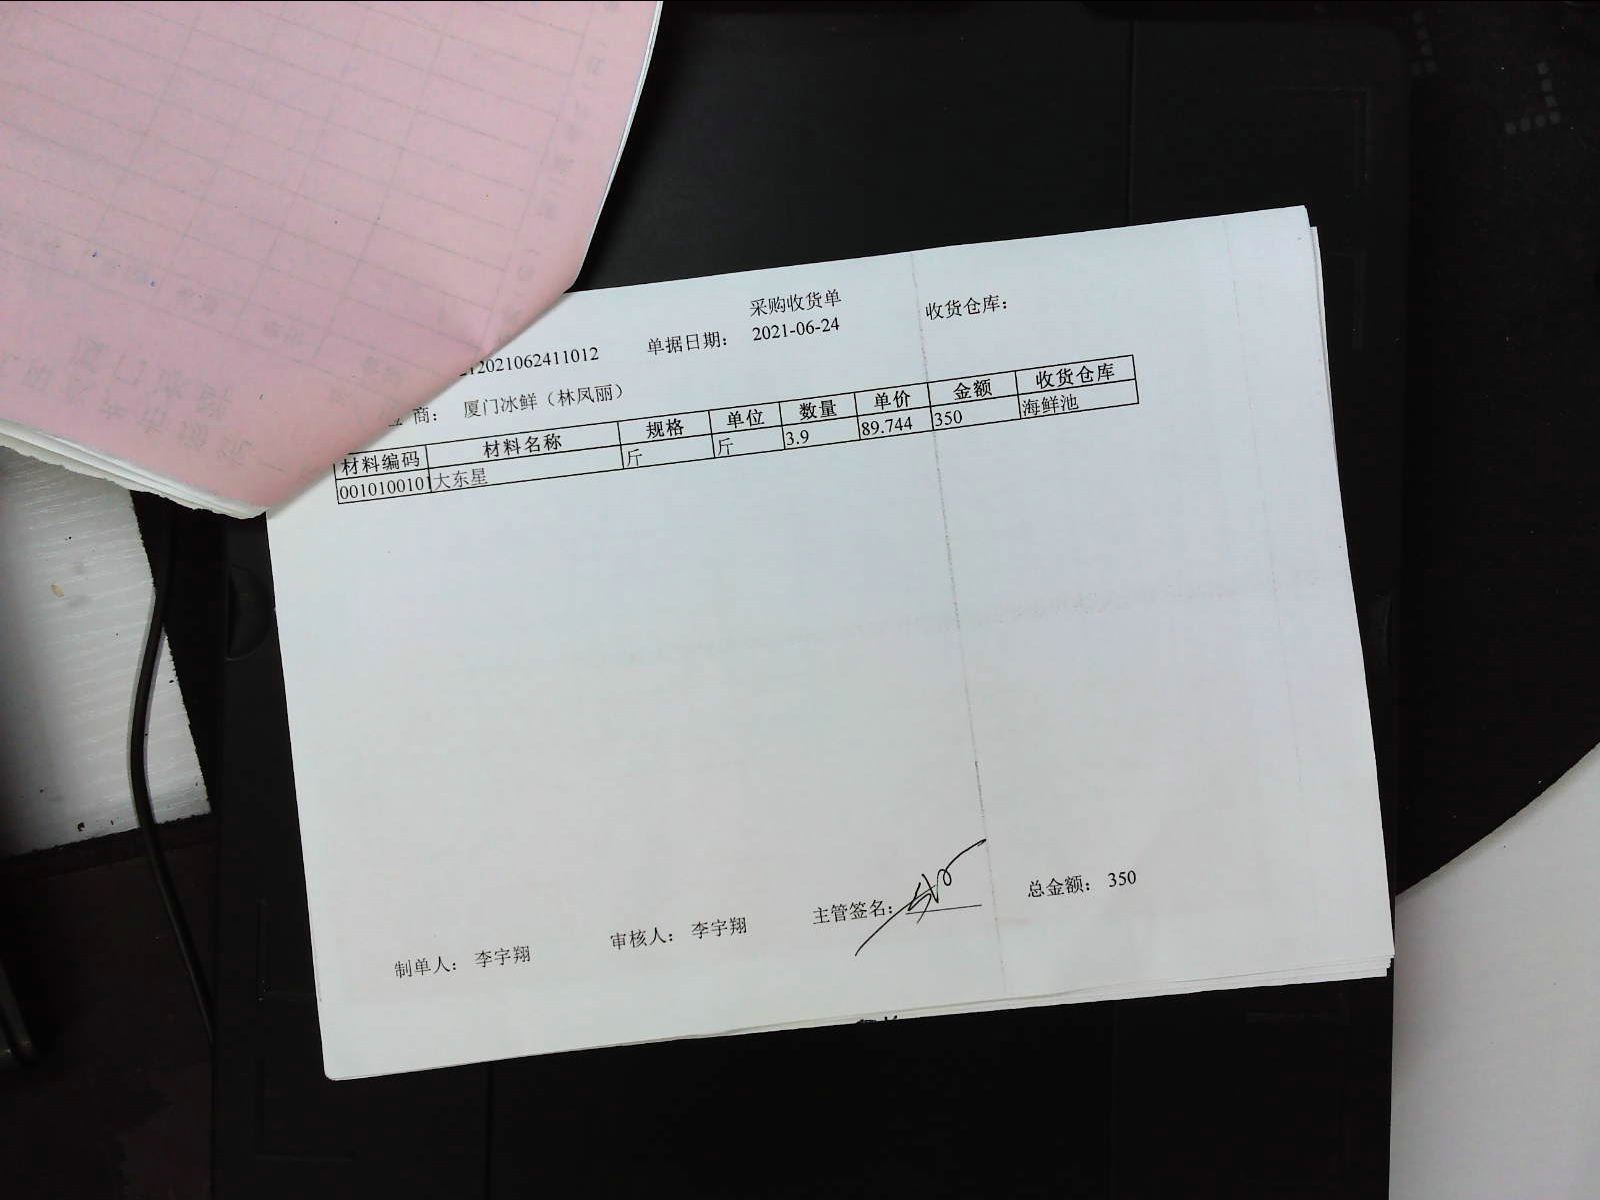 采购收货单
2021062411012 单据日期： 2021-06-24 收货仓库：
商： 厦门冰鲜（林凤丽）
材料编码 材料名称 规格 单位 数量 单价 金额 收货仓库
0010100101 大东星 斤 斤 3.9 89.744 350 海鲜池
制单人： 李宇翔 审核人： 李宇翔 主管签名： 总金额： 350